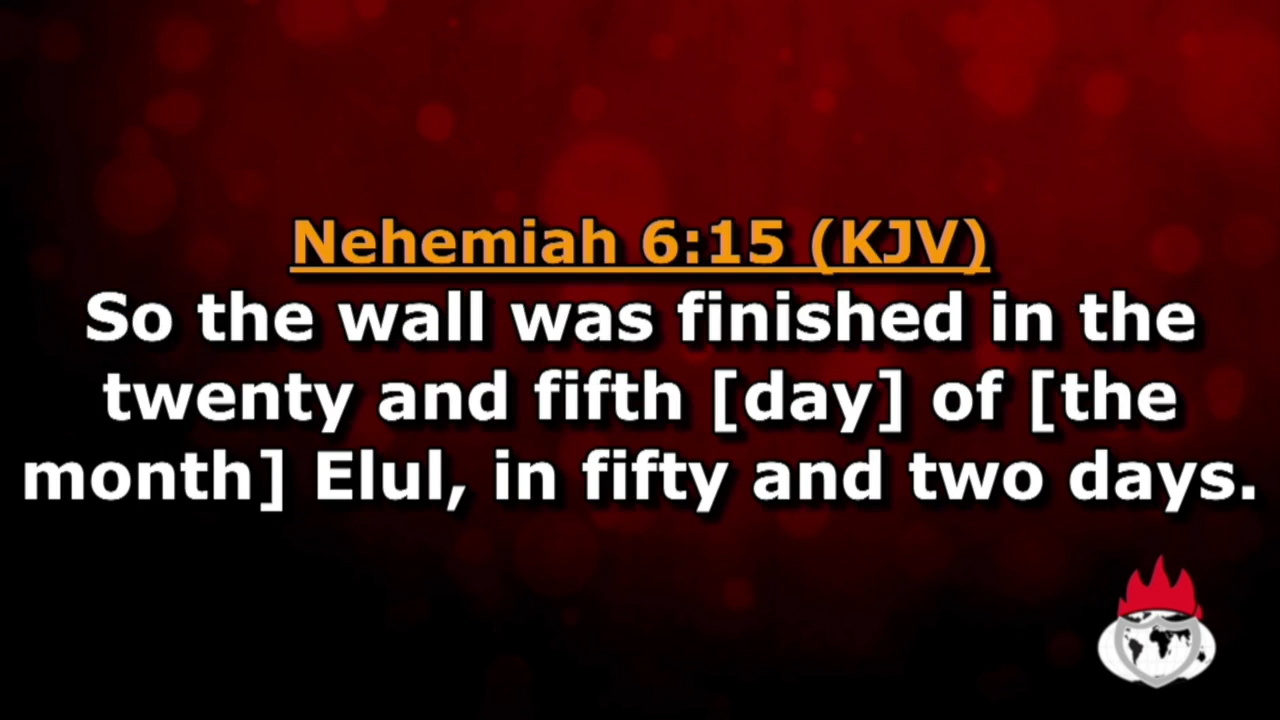 Nehemiah 6:15 (KJV)
So the wall was finished in the
twenty and fifth [day] of [the
month] Elul, in fifty and two days.